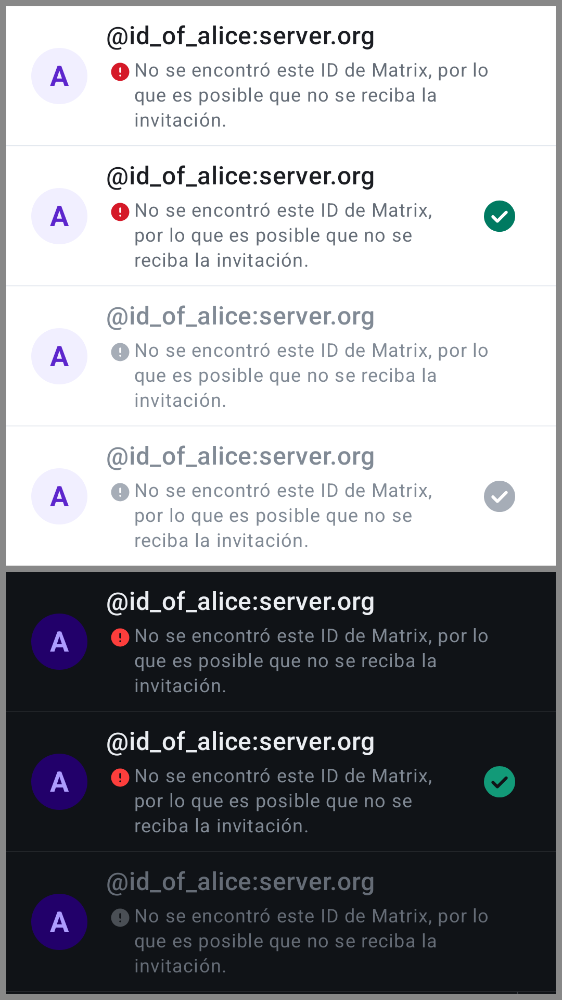 @id_of_alice:server.org
A
No se encontró este ID de Matrix, por lo
que es posible que no se reciba la
invitación.
@id_of_alice:server.org
A
No se encontró este ID de Matrix,
por lo que es posible que no se
reciba la invitación.
@id_of_alice:server.org
A
No se encontró este ID de Matrix, por lo
que es posible que no se reciba la
invitación.
@id_of_alice:server.org
A
No se encontró este ID de Matrix,
por lo que es posible que no se
reciba la invitación.
@id_of_alice:server.org
A
No se encontró este ID de Matrix, por lo
que es posible que no se reciba la
invitación.
@id_of_alice:server.org
A
No se encontró este ID de Matrix,
por lo que es posible que no se
reciba la invitación.
@id_of_alice:server.org
A
No se encontró este ID de Matrix, por lo
que es posible que no se reciba la
invitación.